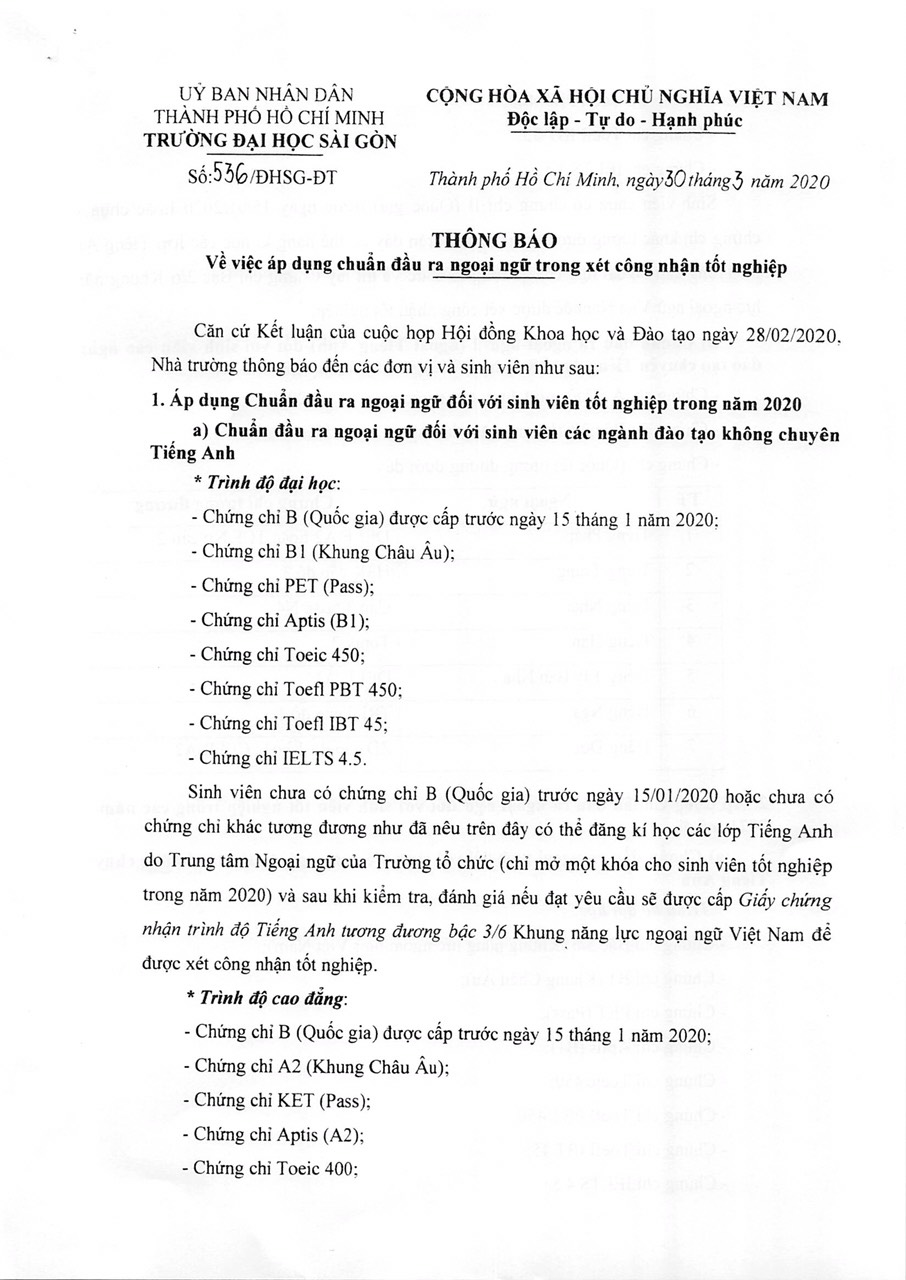 UỶ BAN NHÂN DÂN
THÀNH PHỐ HỒ CHÍ MINH
TRƯỜNG ĐẠI HỌC SÀI GÒN
Số:536/ĐHSG-ĐT
CỘNG HÒA XÃ HỘI CHỦ NGHĨA VIỆT NAM
Độc lập - Tự do - Hạnh phúc
Thành phố Hồ Chí Minh, ngày30tháng3 năm 2020
THÔNG BÁO
Về việc áp dụng chuẩn đầu ra ngoại ngữ trong xét công nhận tốt nghiệp
Căn cứ Kết luận của cuộc họp Hội đồng Khoa học và Đào tạo ngày 28/02/2020,
Nhà trường thông báo đến các đơn vị và sinh viên như sau:
1. Áp dụng Chuẩn đầu ra ngoại ngữ đối với sinh viên tốt nghiệp trong năm 2020
a) Chuẩn đầu ra ngoại ngữ đối với sinh viên các ngành đào tạo không chuyên
Tiếng Anh
* Trình độ đại học:
- Chứng chỉ B (Quốc gia) được cấp trước ngày 15 tháng 1 năm 2020;
- Chứng chỉ B1 (Khung Châu Âu);
- Chứng chỉ PET (Pass);
- Chứng chỉ Aptis (B1);
- Chứng chỉ Toeic 450;
- Chứng chỉ Toefl PBT 450;
- Chứng chỉ Toefl IBT 45;
- Chứng chỉ IELTS 4.5.
Sinh viên chưa có chứng chỉ B (Quốc gia) trước ngày 15/01/2020 hoặc chưa có
chứng chỉ khác tương đương như đã nêu trên đây có thể đăng kí học các lớp Tiếng Anh
do Trung tâm Ngoại ngữ của Trường tổ chức (chỉ mở một khóa cho sinh viên tốt nghiệp
trong năm 2020) và sau khi kiểm tra, đánh giá nếu đạt yêu cầu sẽ được cấp Giấy chứng
nhận trình độ Tiếng Anh tương đương bậc 3/6 Khung năng lực ngoại ngữ Việt Nam để
được xét công nhận tốt nghiệp.
* Trình độ cao đẳng:
- Chứng chỉ B (Quốc gia) được cấp trước ngày 15 tháng 1 năm 2020;
- Chứng chỉ A2 (Khung Châu Âu);
- Chứng chỉ KET (Pass);
- Chứng chỉ Aptis (A2);
- Chứng chỉ Toeic 400;